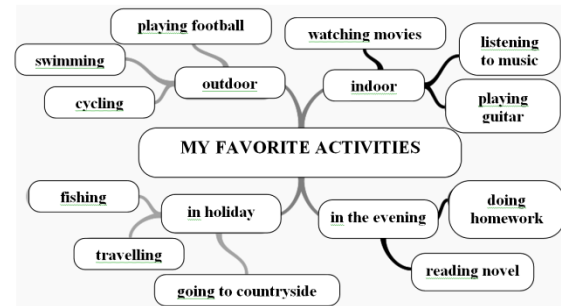 playing football
swimming
cycling
outdoor
watching movies
listening
to music
playing
guitar
indoor
MY FAVORITE ACTIVITIES
fishing
travelling
in holiday
going to countryside
in the evening
doing
homework
reading novel